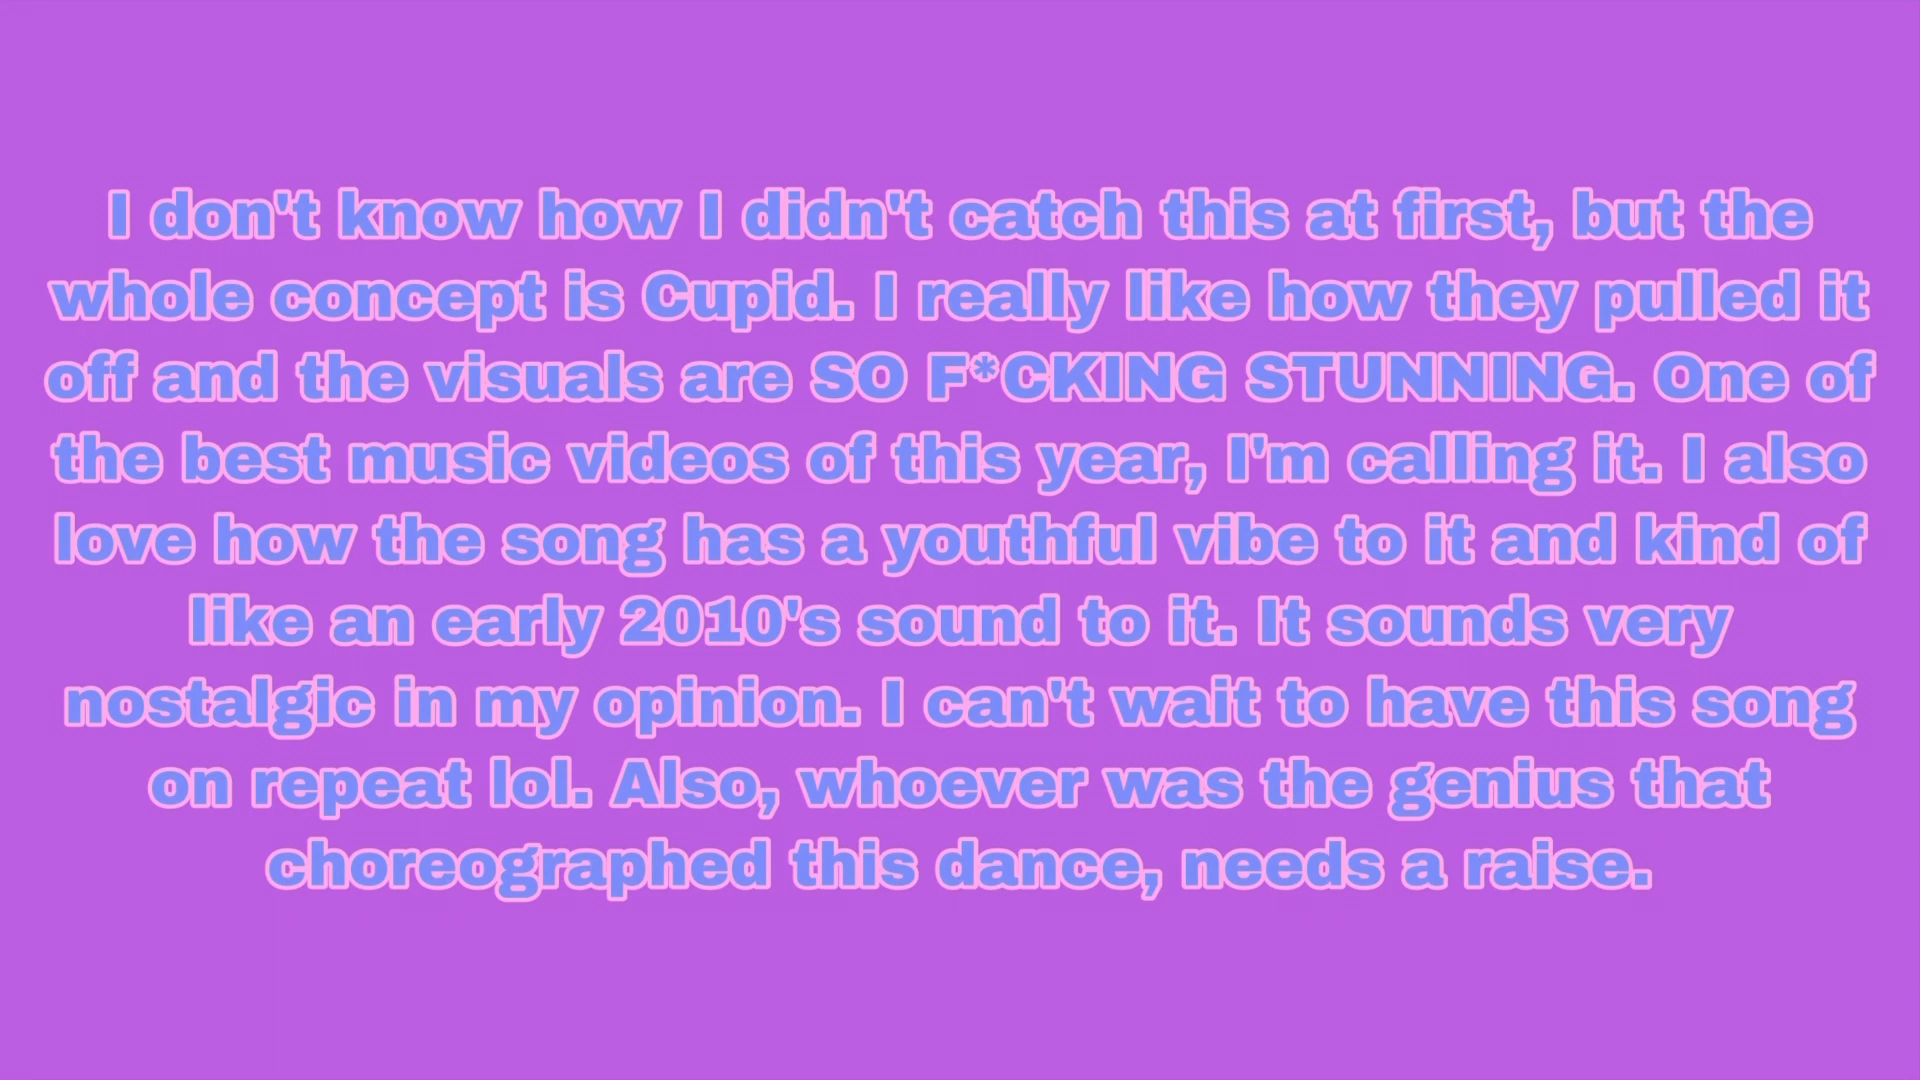 I don't know how I didn't catch this at first, but the
whole concept is Cupid. I really like how they pulled it
off and the visuals are SO F*CKING STUNNING. One of
the best music videos of this year, I'm calling it. I also
love how the song has a youthful vibe to it and kind of
like an early 2010's sound to it. It sounds very
nostalgic in my opinion. I can't wait to have this song
on repeat lol. Also, whoever was the genius that
choreographed this dance, needs a raise.